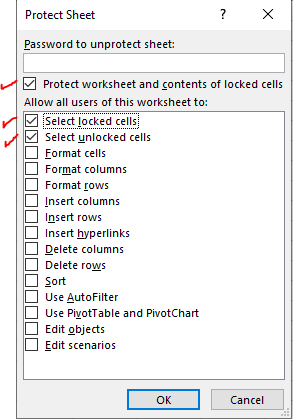 Protect Sheet
Password to unprotect sheet:
Protect worksheet and contents of locked cells
Allow all users of this worksheet to:
Select locked cells
Select unlocked cells
Format cells
Format columns
Format rows
Insert columns
Insert rows
Insert hyperlinks
Delete columns
Delete rows
Sort
Use AutoFilter
Use PivotTable and PivotChart
Edit objects
Edit scenarios
OK Cancel